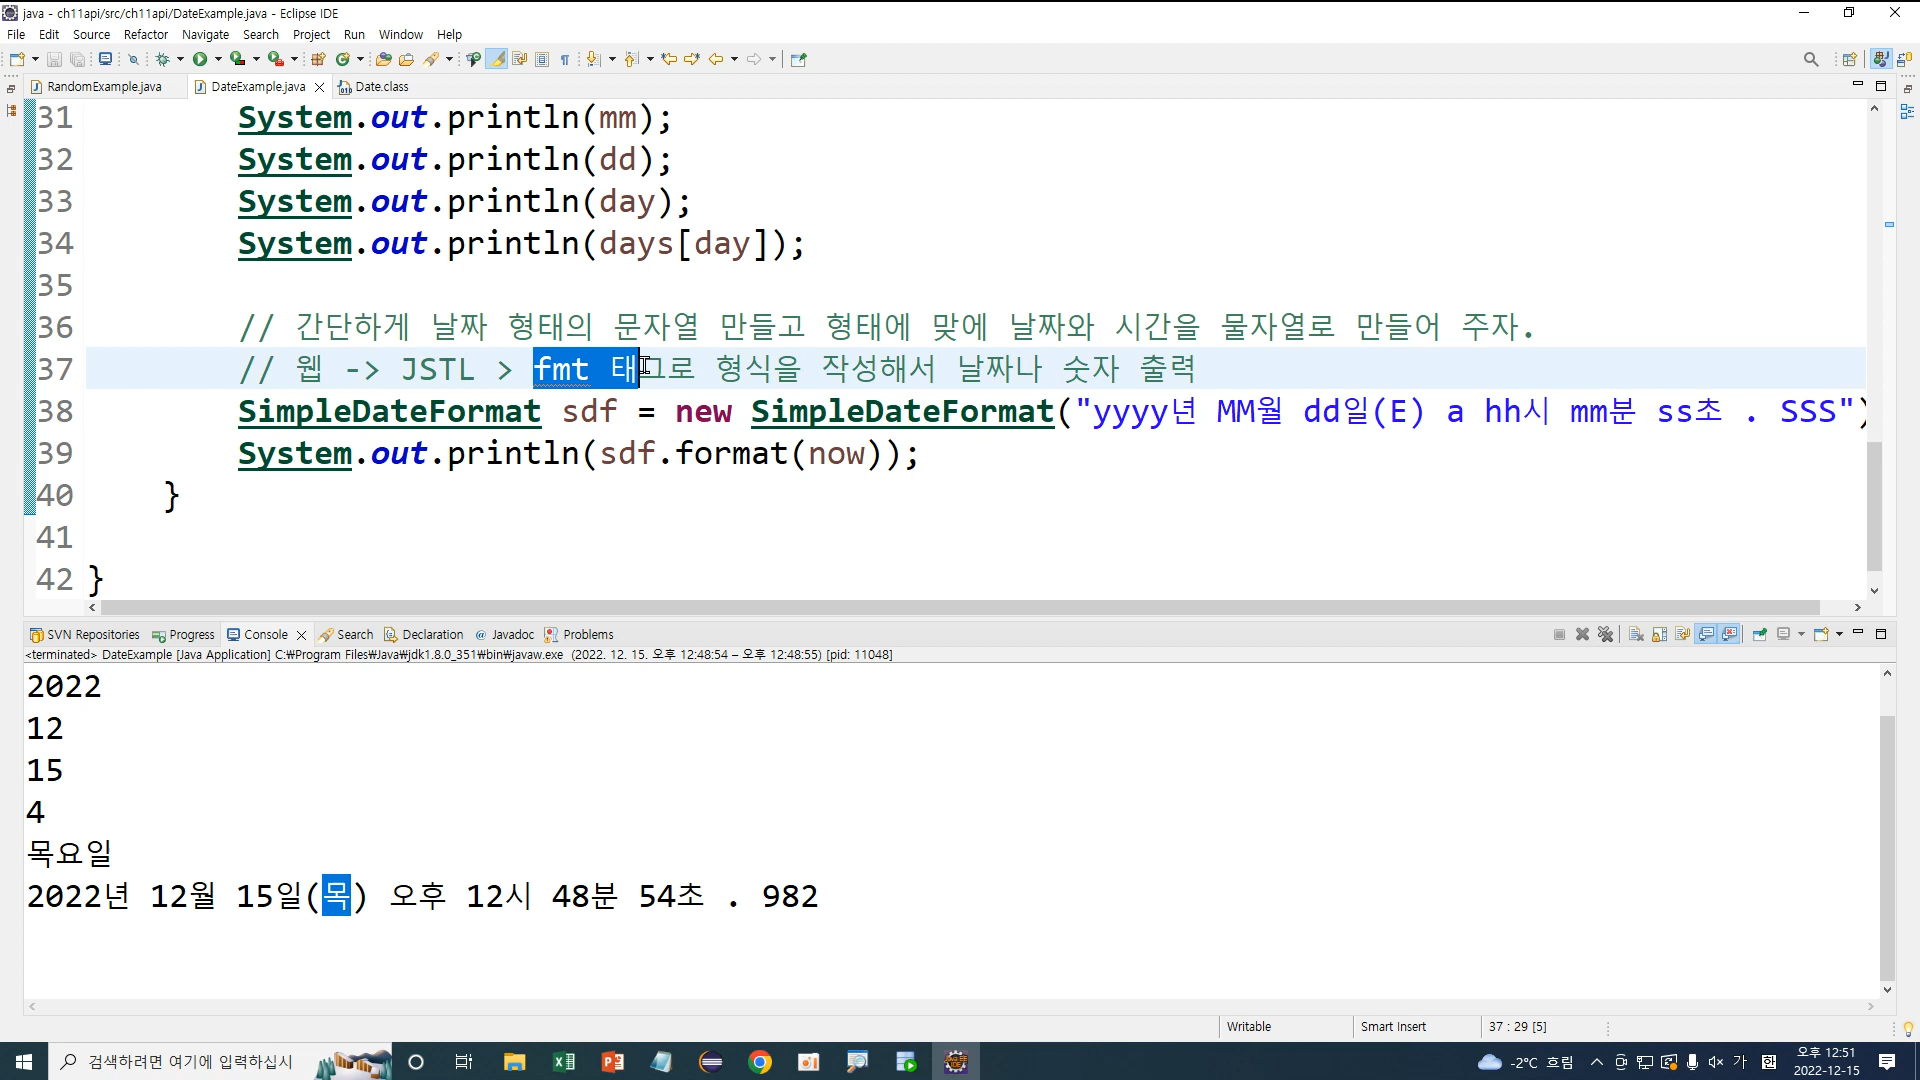 java - ch11api/src/ch11api/DateExample.java - Eclipse IDE
File Edit Source Refactor Navigate Search Project Run Window Help
RandomExample.java DateExample.java Date.class
31 System.out.println(mm);
32 System.out.println(dd);
33 System.out.println(day);
34 System.out.println(days[day]);
35
36 // 간단하게 날짜 형태의 문자열 만들고 형태에 맞에 날짜와 시간을 물자열로 만들어 주자.
37 // 웹 -> JSTL > fmt 태그로 형식을 작성해서 날짜나 숫자 출력
38 SimpleDateFormat sdf = new SimpleDateFormat("yyyy년 MM월 dd일(E) a hh시 mm분 ss초 . SSS")
39 System.out.println(sdf.format(now));
40 }
41
42 }
SVN Repositories Progress Console Search Declaration Javadoc Problems
<terminated> DateExample [Java Application] C:₩Program Files₩Java₩jdk1.8.0_351₩bin₩javaw.exe (2022. 12. 15. 오후 12:48:54 – 오후 12:48:55) [pid: 11048]
2022
12
15
4
목요일
2022년 12월 15일(목) 오후 12시 48분 54초 . 982
Writable Smart Insert 37 : 29 [5]
검색하려면 여기에 입력하십시 -2°C 흐림 가 한 오후 12:51
2022-12-15